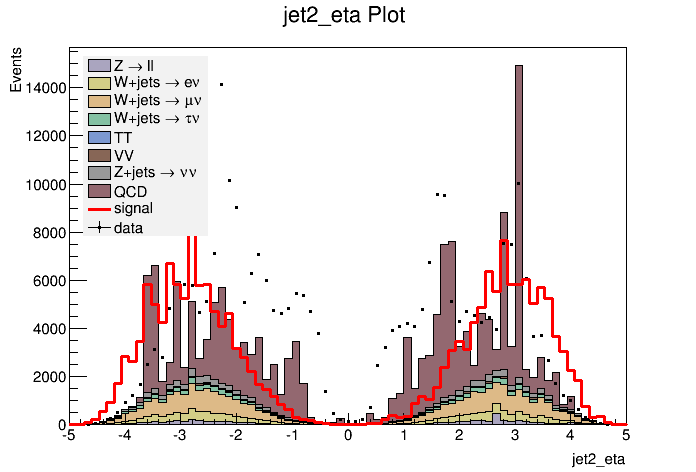 jet2_eta Plot
Events
Z → ll
W+jets → eν
W+jets → μν
W+jets → τν
TT
VV
Z+jets → νν
QCD
signal
data
14000
12000
10000
8000
6000
4000
2000
0
-5 -4 -3 -2 -1 0 1 2 3 4 5
jet2_eta